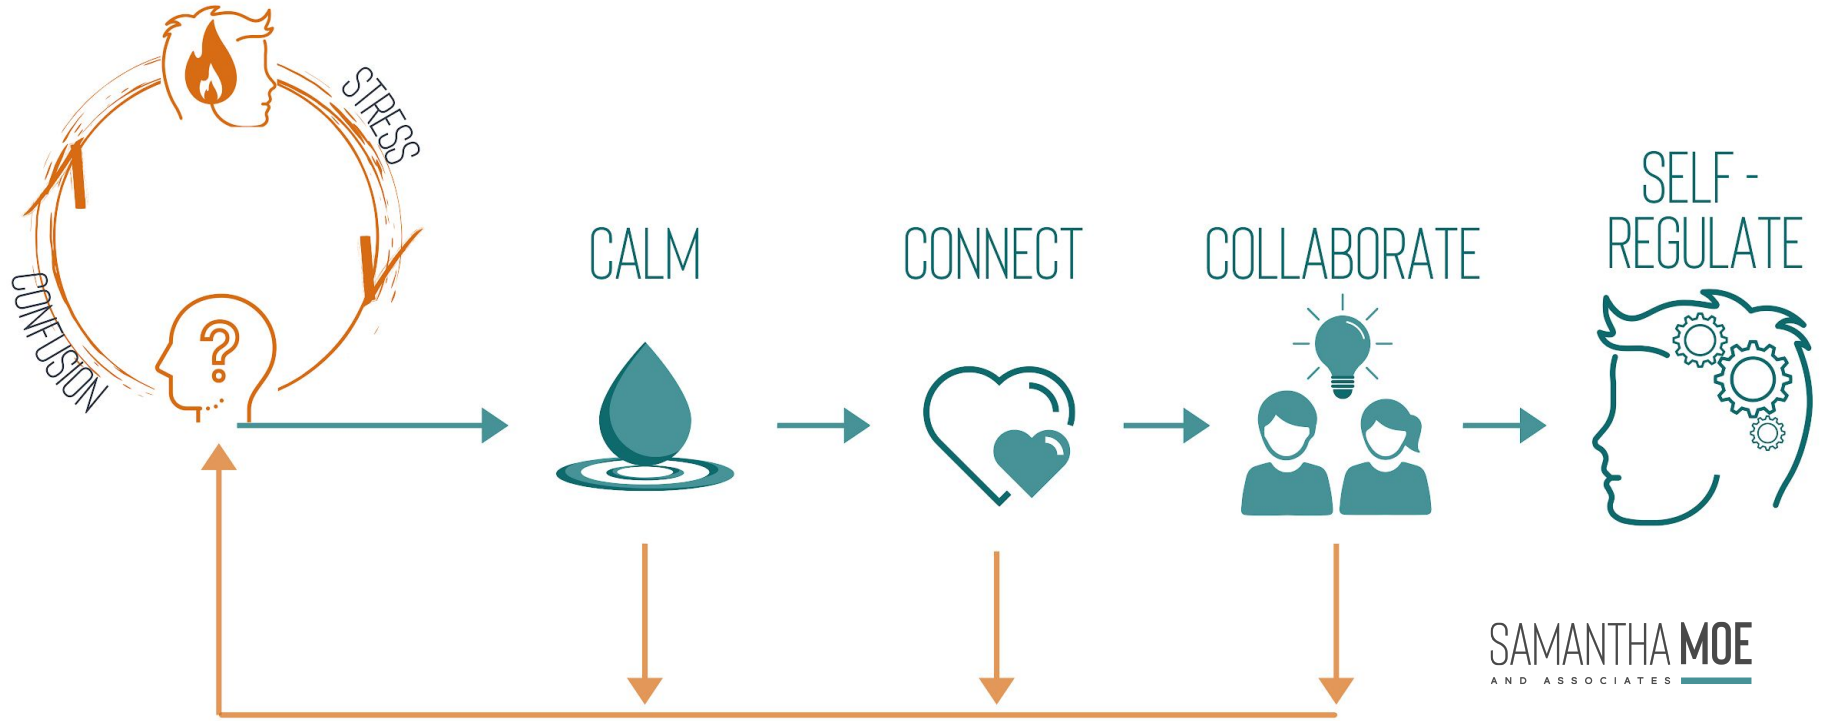 STRESS
CONFUSION
CALM
CONNECT
COLLABORATE
SELF -
REGULATE
?
SAMANTHA MOE
AND ASSOCIATES